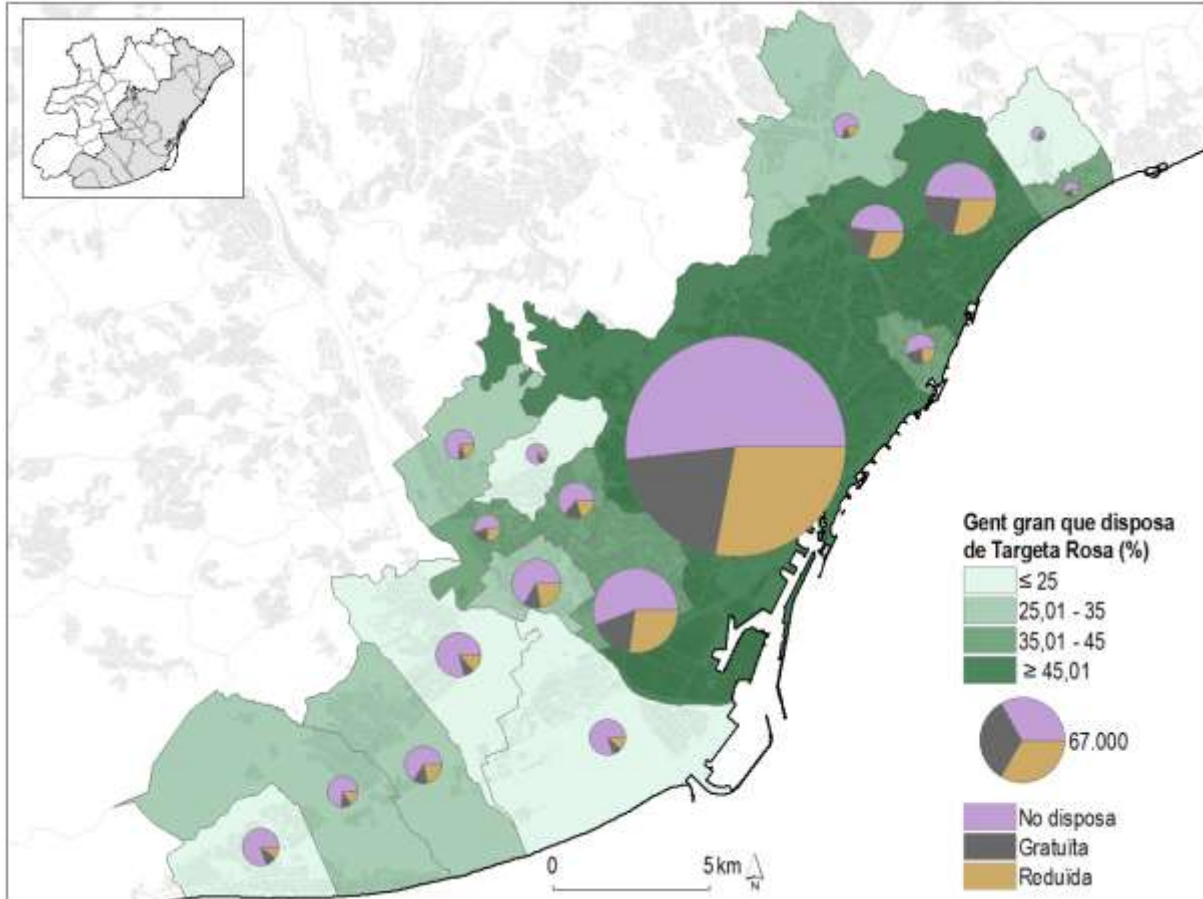 Gent gran que disposa
de Targeta Rosa (%)
≤ 25
25,01 - 35
35,01 - 45
≥ 45,01
67.000
No disposa
Gratuïta
Reduïda
0 5 km
N